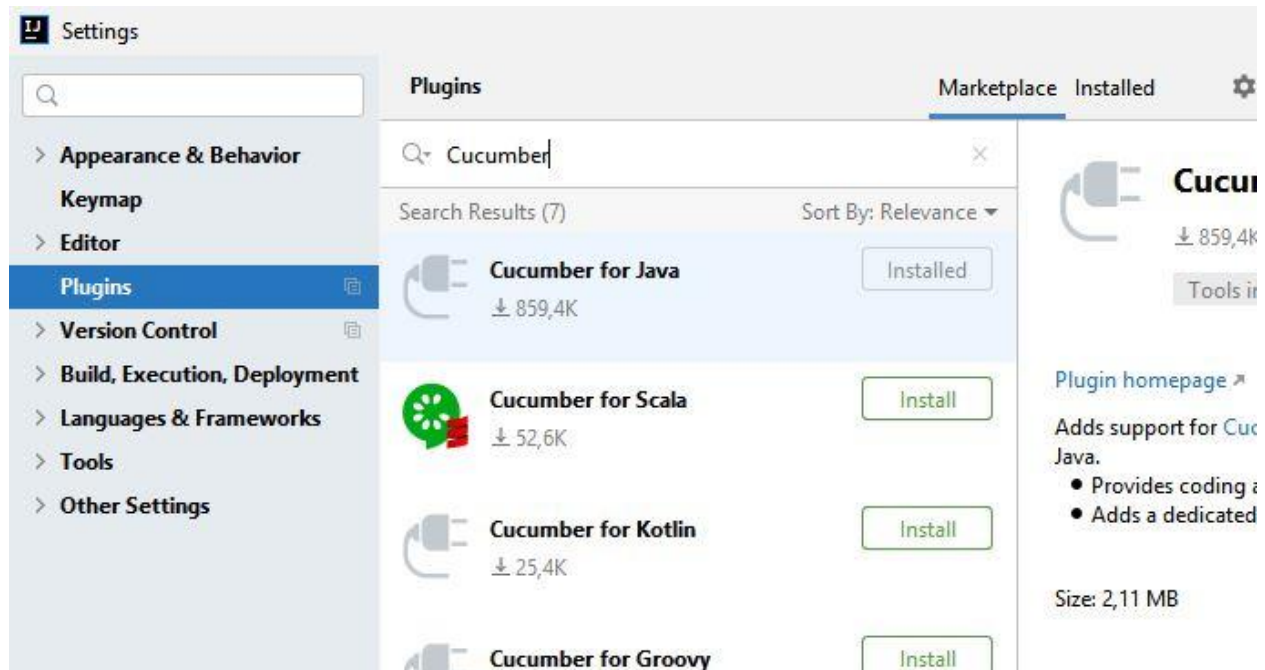 IJ
Settings
Appearance & Behavior
Keymap
Editor
Plugins
Version Control
Build, Execution, Deployment
Languages & Frameworks
Tools
Other Settings
Plugins
Marketplace Installed
Cucumber
Search Results (7) Sort By: Relevance
Cucumber for Java Installed
859,4K
Cucumber for Scala Install
52,6K
Cucumber for Kotlin Install
25,4K
Cucumber for Groovy Install
859,4K
Tools
Plugin homepage
Adds support for
Java.
• Provides coding
• Adds a dedicated
Size: 2,11 MB